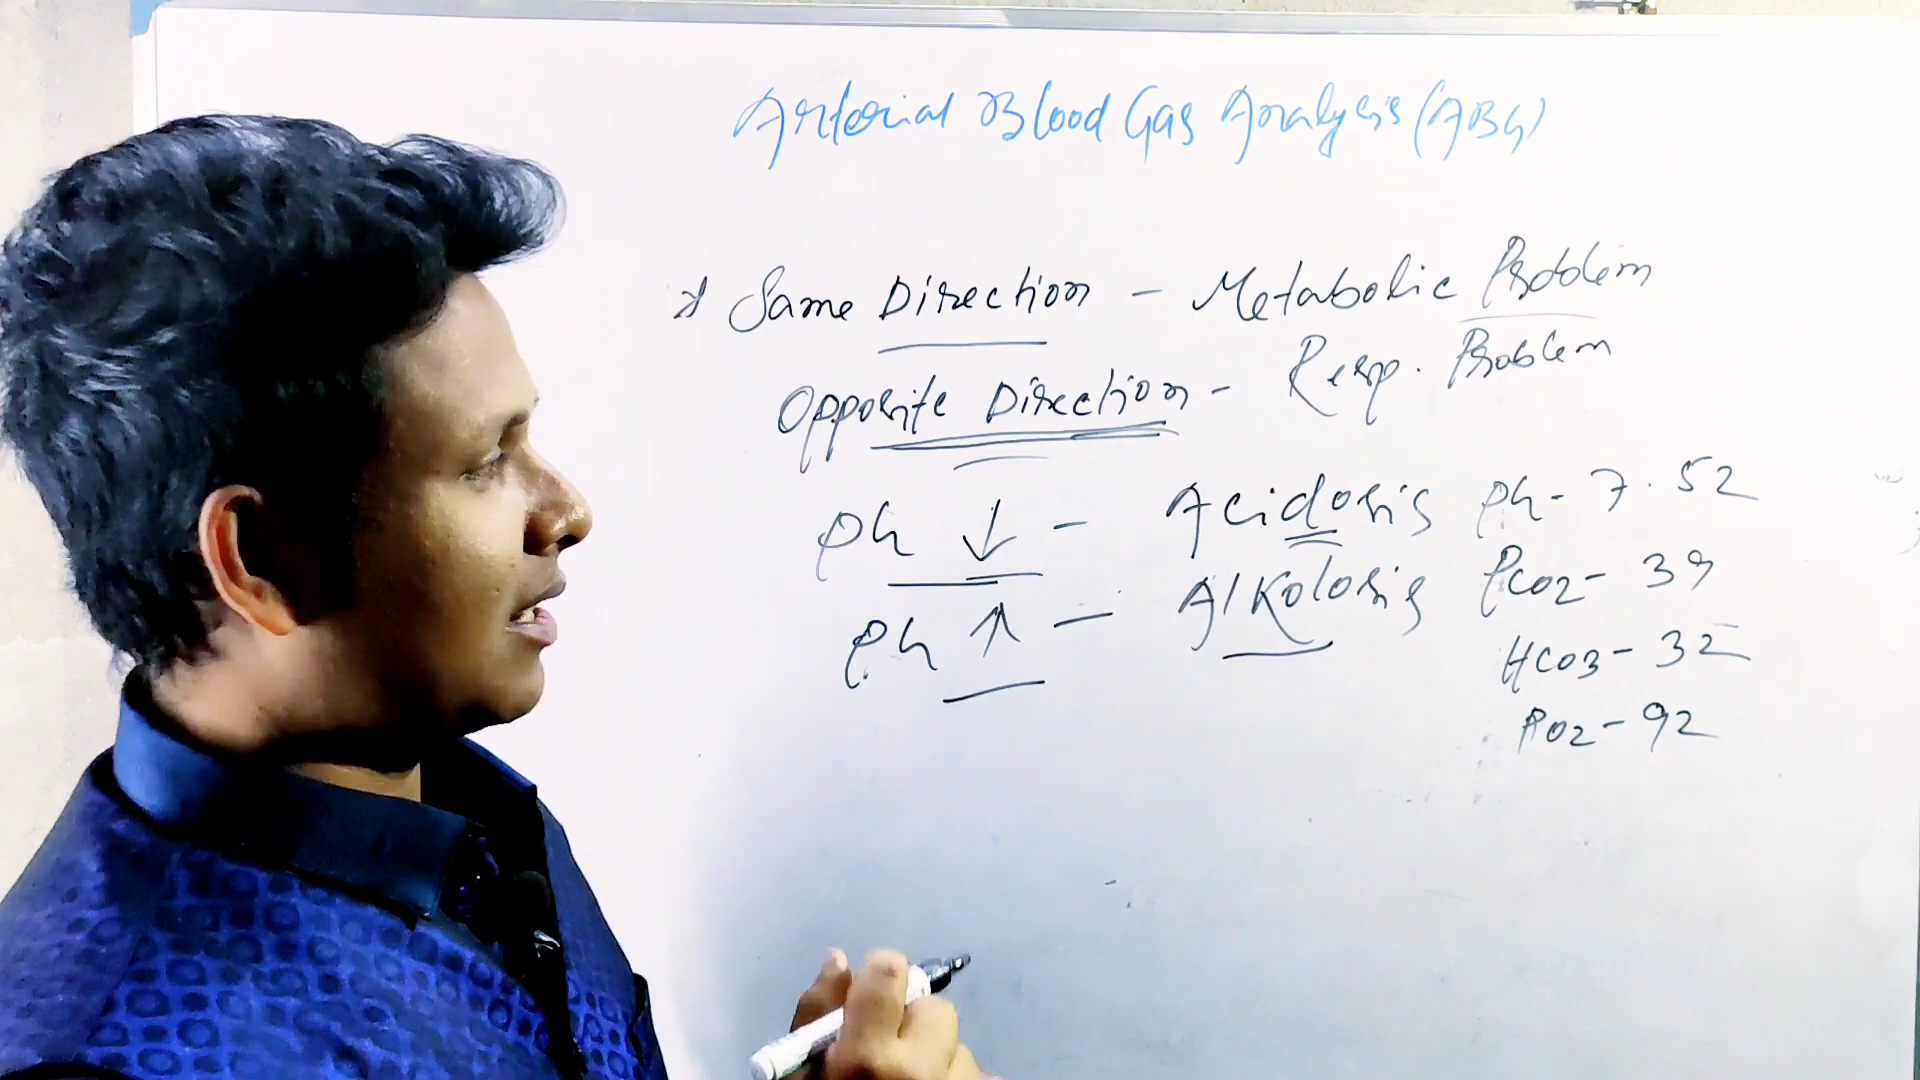 Arterial Blood Gas Analysis (ABG)
* Same Direction - Metabolic Problem
Opposite Direction - Resp. Problem
Ph ↓ - Acidosis
Ph ↑ - Alkolosis
Ph - 7.52
PCO2 - 39
HCO3 - 32
PO2 - 92